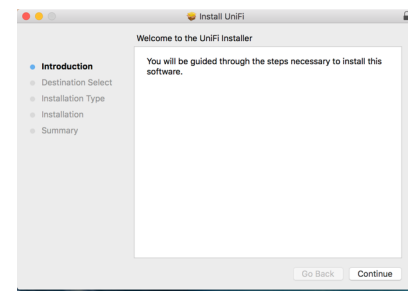 Install UniFi
Welcome to the UniFi Installer
Introduction
Destination Select
Installation Type
Installation
Summary
You will be guided through the steps necessary to install this
software.
Go Back
Continue